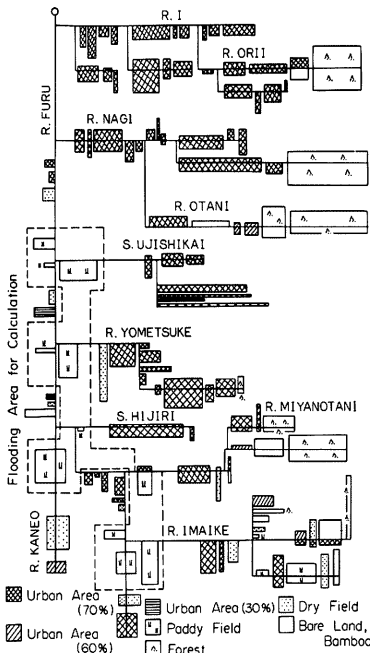 R. I
R. ORII
R. FURU
R. NAGI
R. OTANI
S. UJISHIKAI
Flooding Area for Calculation
R. YOMETSUKE
S. HIJIRI
R. MIYANOTANI
R. KANEO
R. IMAIKE
Urban Area
(70%)
Urban Area
(60%)
Urban Area (30%)
Paddy Field
Forest
Dry Field
Bare Land,
Bamboo